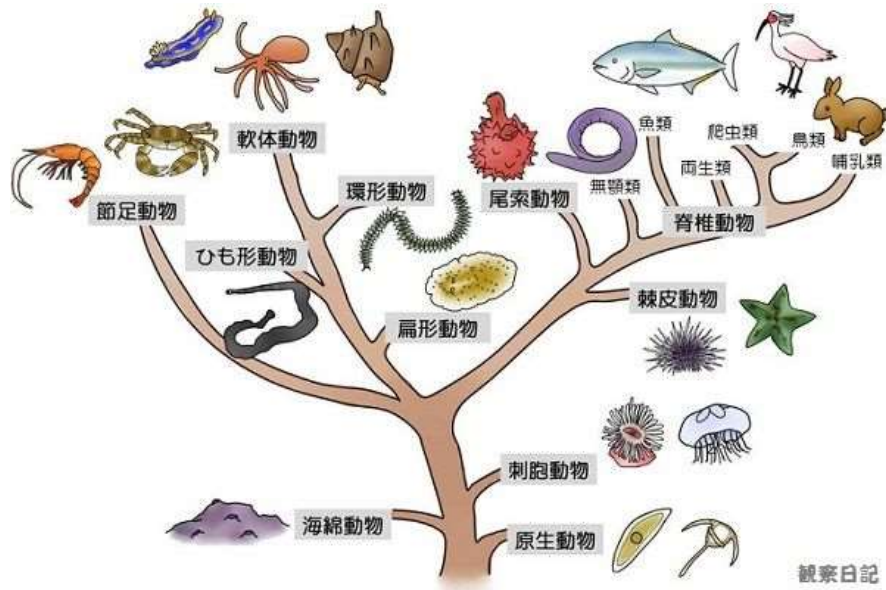 魚類
爬虫類
鳥類
軟体動物
両生類
哺乳類
環形動物
尾索動物
無顎類
節足動物
脊椎動物
ひも形動物
棘皮動物
扁形動物
刺胞動物
海綿動物
原生動物
観察日記